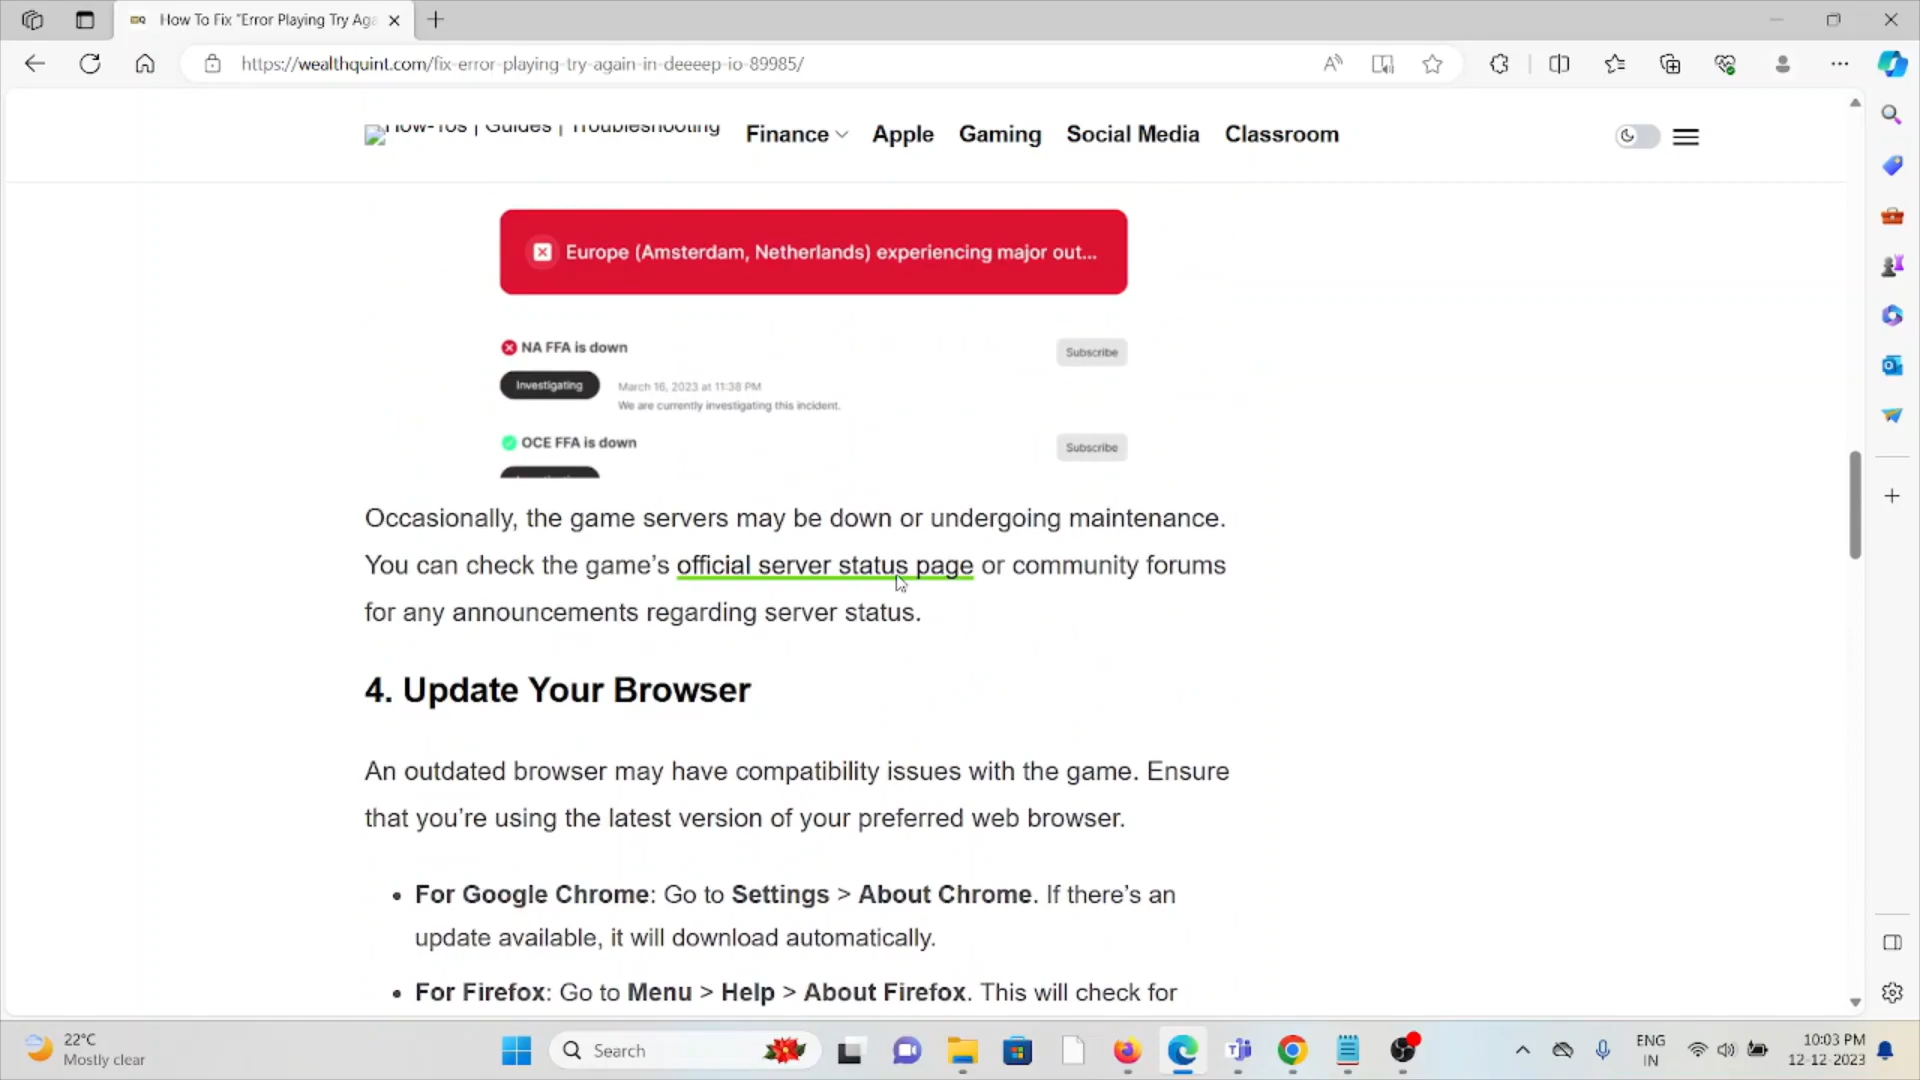 How To Fix "Error Playing Try Aga
https://wealthquint.com/fix-error-playing-try-again-in-deeeep-io-89985/
How-Tos | Guides | Troubleshooting
Finance Apple Gaming Social Media Classroom
Europe (Amsterdam, Netherlands) experiencing major out...
NA FFA is down
Subscribe
Investigating
March 16, 2023 at 11:38 PM
We are currently investigating this incident.
OCE FFA is down
Subscribe
Occasionally, the game servers may be down or undergoing maintenance.
You can check the game’s official server status page or community forums
for any announcements regarding server status.
4. Update Your Browser
An outdated browser may have compatibility issues with the game. Ensure
that you’re using the latest version of your preferred web browser.
• For Google Chrome: Go to Settings > About Chrome. If there’s an
update available, it will download automatically.
• For Firefox: Go to Menu > Help > About Firefox. This will check for
22°C
Mostly clear
Search
ENG
IN
10:03 PM
12-12-2023